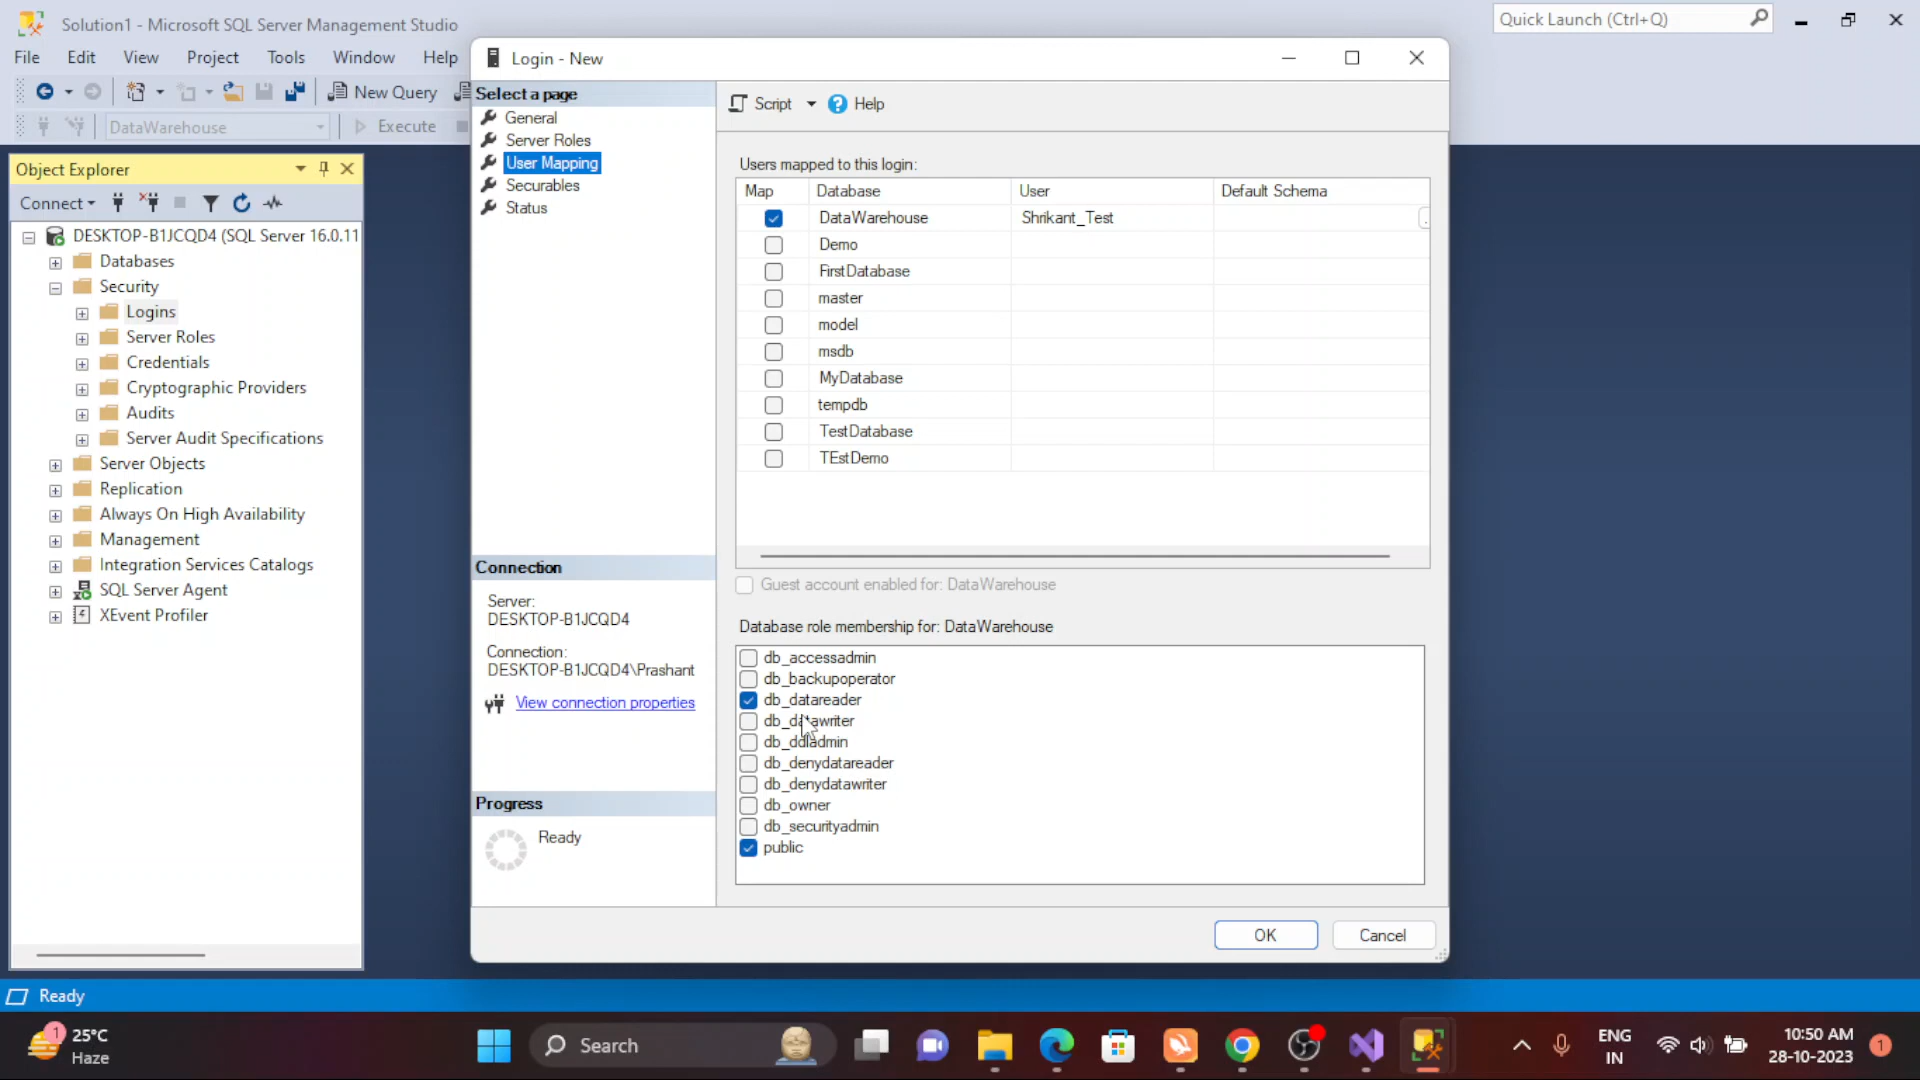 Solution1 - Microsoft SQL Server Management Studio
Quick Launch (Ctrl+Q)
File Edit View Project Tools Window Help
New Query
DataWarehouse
Execute
Object Explorer
Connect
DESKTOP-B1JCQD4 (SQL Server 16.0.11
Databases
Security
Logins
Server Roles
Credentials
Cryptographic Providers
Audits
Server Audit Specifications
Server Objects
Replication
Always On High Availability
Management
Integration Services Catalogs
SQL Server Agent
XEvent Profiler
Login - New
Select a page
General
Server Roles
User Mapping
Securables
Status
Connection
Server:
DESKTOP-B1JCQD4
Connection:
DESKTOP-B1JCQD4\Prashant
View connection properties
Progress
Ready
Script Help
Users mapped to this login:
Map Database User Default Schema
DataWarehouse Shrikant_Test
Demo
FirstDatabase
master
model
msdb
MyDatabase
tempdb
TestDatabase
TEstDemo
Guest account enabled for: DataWarehouse
Database role membership for: DataWarehouse
db_accessadmin
db_backupoperator
db_datareader
db_datawriter
db_ddladmin
db_denydatareader
db_denydatawriter
db_owner
db_securityadmin
public
OK Cancel
Ready
1
25°C
Haze
Search
ENG
IN
10:50 AM
28-10-2023
1